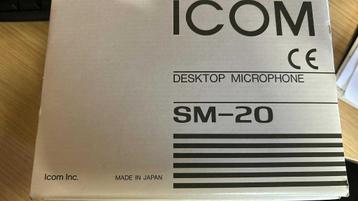 ICOM
CE
DESKTOP MICROPHONE
SM-20
Icom Inc.
MADE IN JAPAN